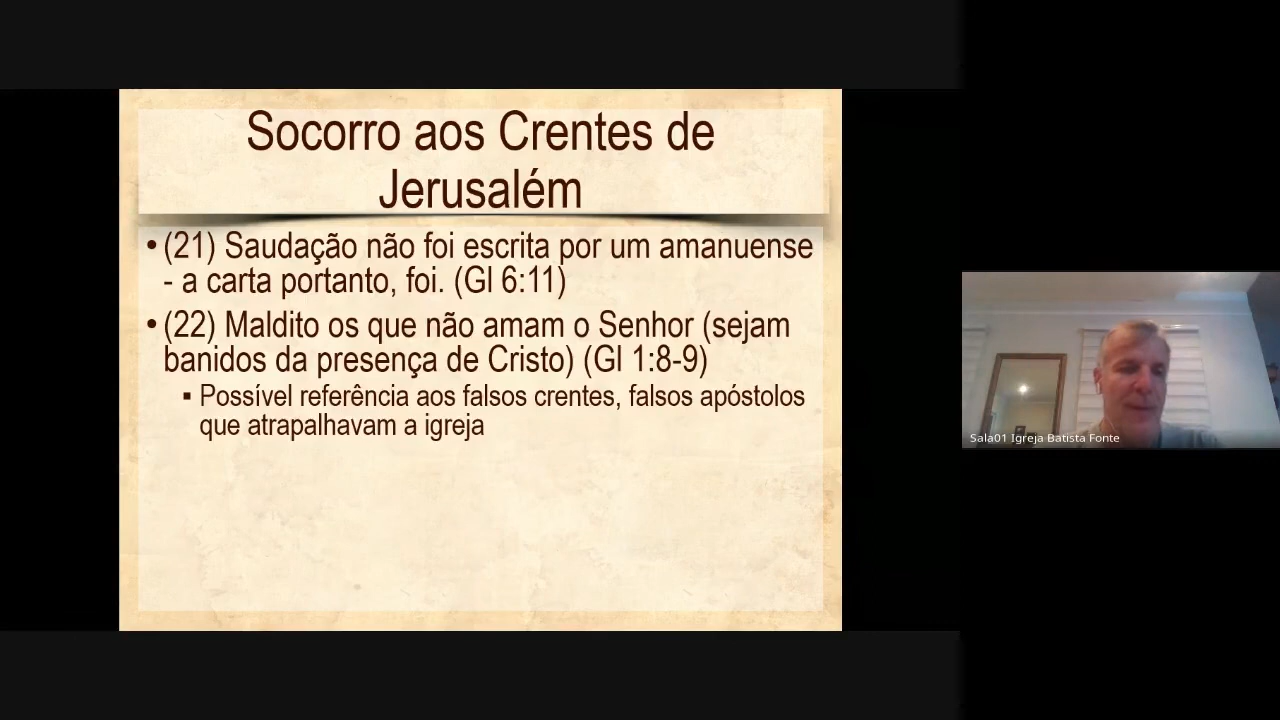 Socorro aos Crentes de
Jerusalém
• (21) Saudação não foi escrita por um amanuense
- a carta portanto, foi. (Gl 6:11)
• (22) Maldito os que não amam o Senhor (sejam
banidos da presença de Cristo) (Gl 1:8-9)
▪ Possível referência aos falsos crentes, falsos apóstolos
que atrapalhavam a igreja
Sala01 Igreja Batista Fonte